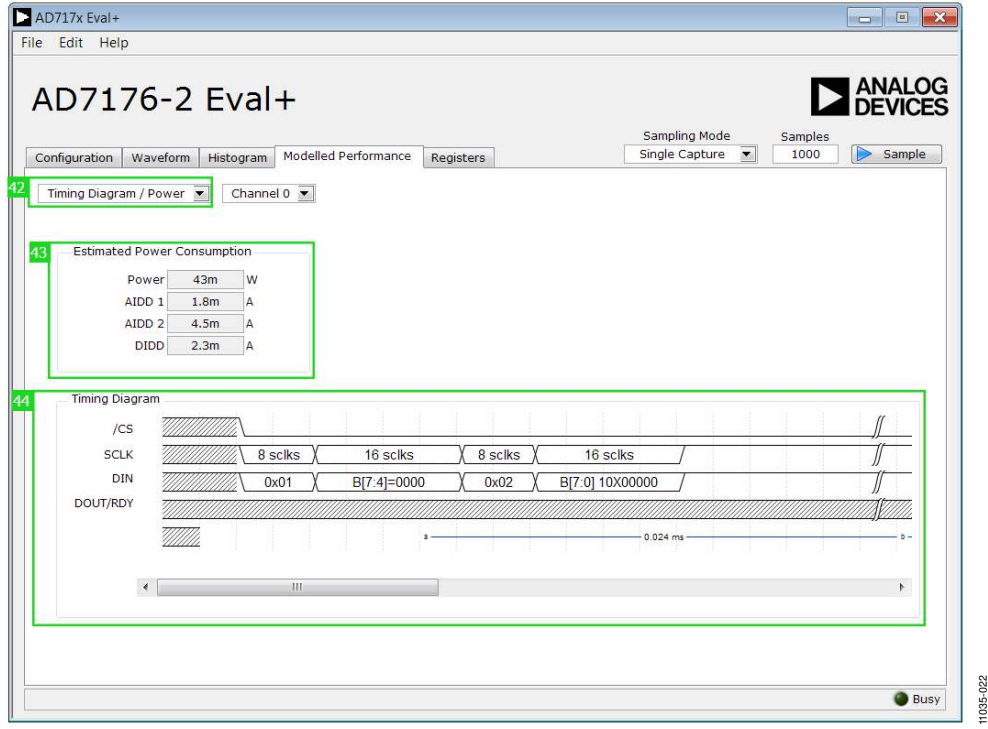 AD717x Eval+
File Edit Help
AD7176-2 Eval+
ANALOG
DEVICES
Sampling Mode Samples
Configuration Waveform Histogram Modelled Performance Registers Single Capture 1000 Sample
42 Timing Diagram / Power Channel 0
43 Estimated Power Consumption
Power 43m W
AIDD 1 1.8m A
AIDD 2 4.5m A
DIDD 2.3m A
44 Timing Diagram
/CS
SCLK 8 sclks 16 sclks 8 sclks 16 sclks
DIN 0x01 B[7:4]=0000 0x02 B[7:0] 10X00000
DOUT/RDY
a 0.024 ms b
Busy
11035-022